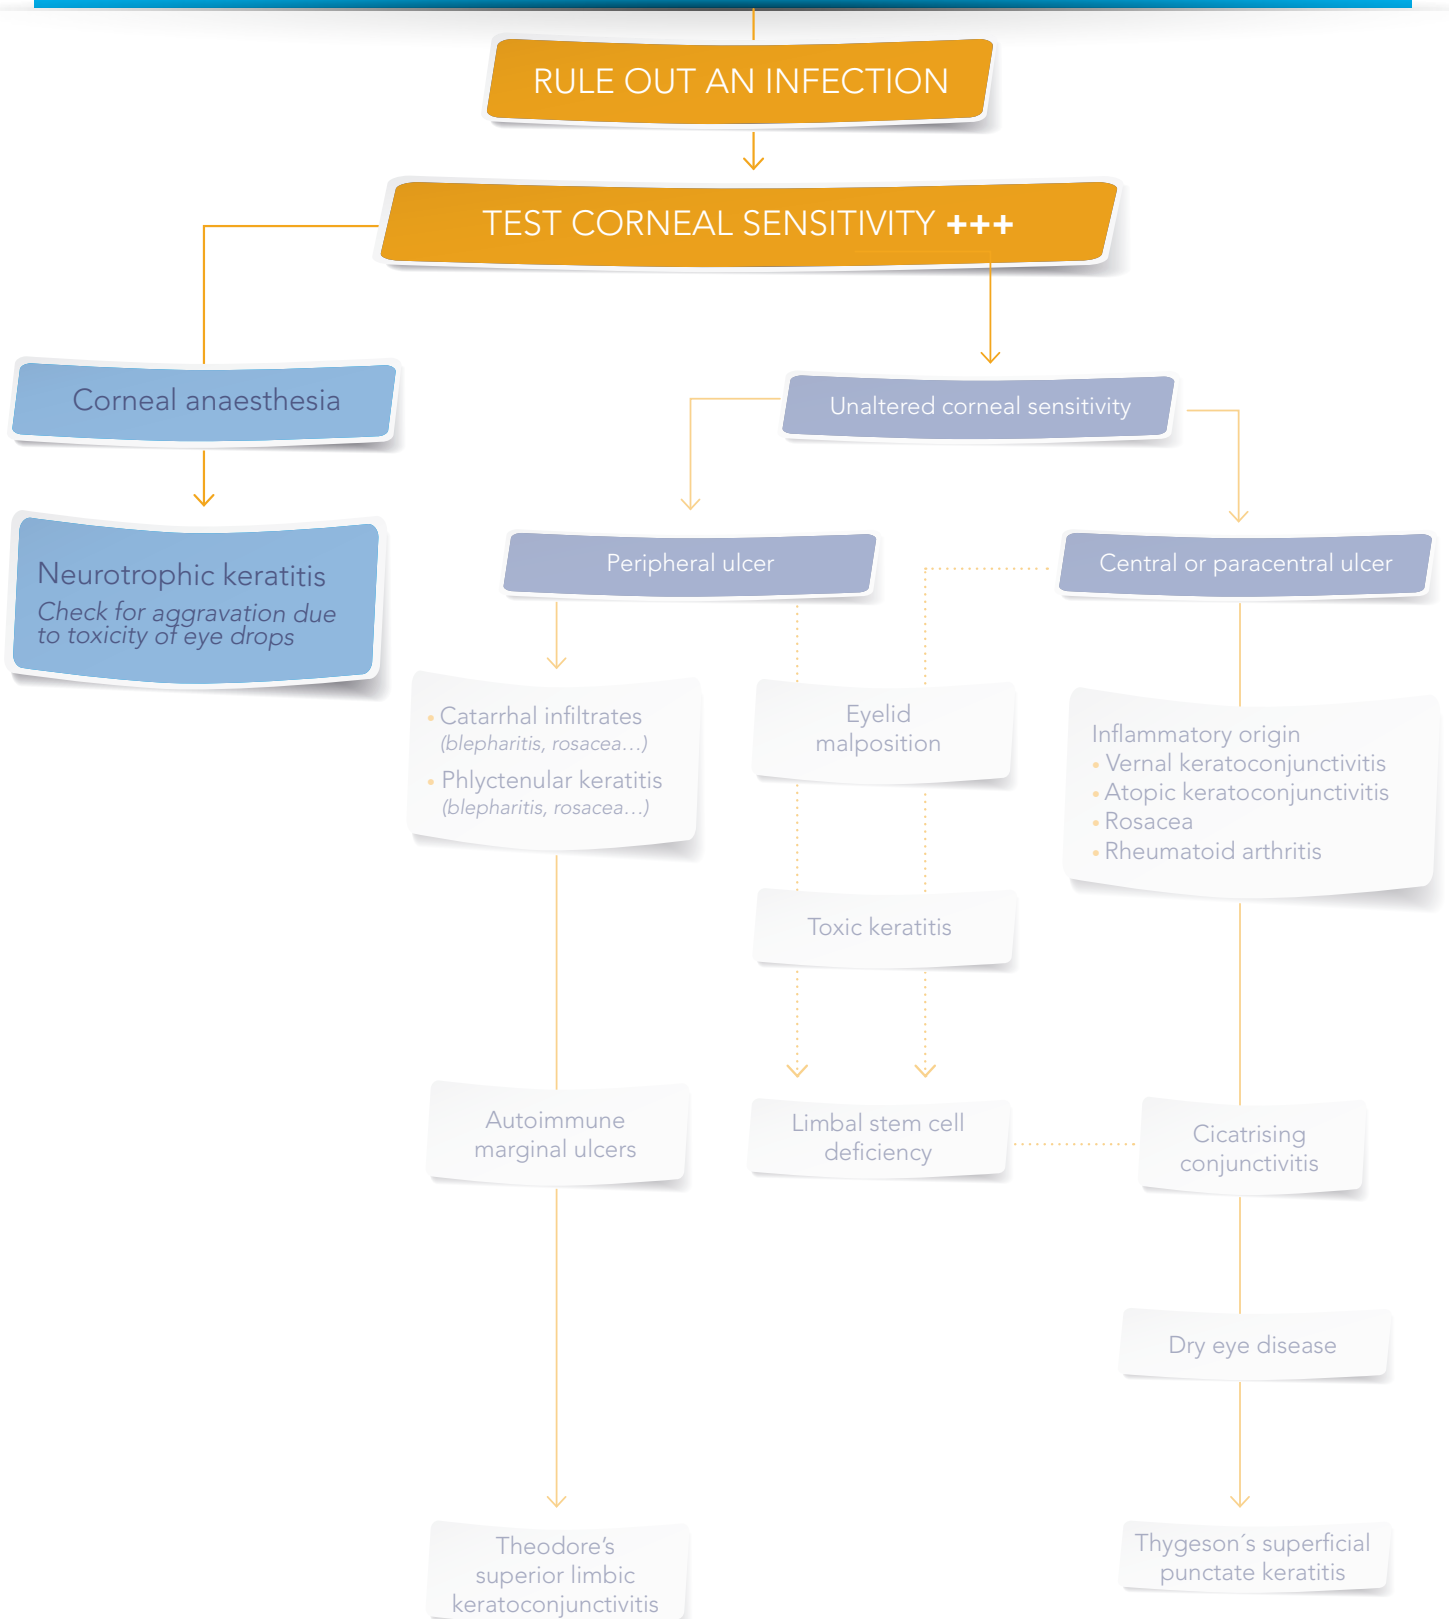 RULE OUT AN INFECTION
TEST CORNEAL SENSITIVITY +++
Corneal anaesthesia
Unaltered corneal sensitivity
Neurotrophic keratitis
Check for aggravation due
to toxicity of eye drops
Peripheral ulcer
Central or paracentral ulcer
• Catarrhal infiltrates
(blepharitis, rosacea…)
• Phlyctenular keratitis
(blepharitis, rosacea…)
Eyelid
malposition
Inflammatory origin
• Vernal keratoconjunctivitis
• Atopic keratoconjunctivitis
• Rosacea
• Rheumatoid arthritis
Toxic keratitis
Autoimmune
marginal ulcers
Limbal stem cell
deficiency
Cicatrising
conjunctivitis
Dry eye disease
Theodore’s
superior limbic
keratoconjunctivitis
Thygeson´s superficial
punctate keratitis